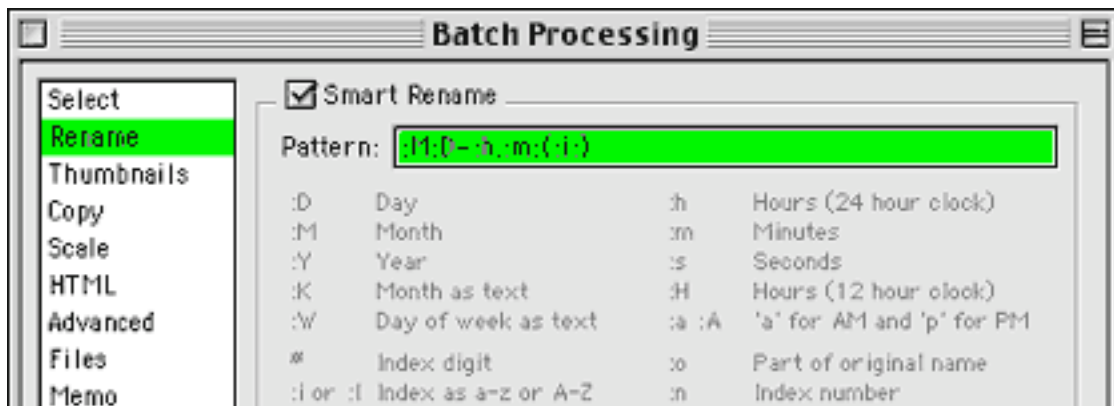 Batch Processing
Select
Rename
Thumbnails
Copy
Scale
HTML
Advanced
Files
Memo
Smart Rename
Pattern: :M:D- :h.:m:(:i:)
:D Day :h Hours (24 hour clock)
:M Month :m Minutes
:Y Year :s Seconds
:K Month as text :H Hours (12 hour clock)
:W Day of week as text :a :A 'a' for AM and 'p' for PM
# Index digit :o Part of original name
:i or :I Index as a-z or A-Z :n Index number